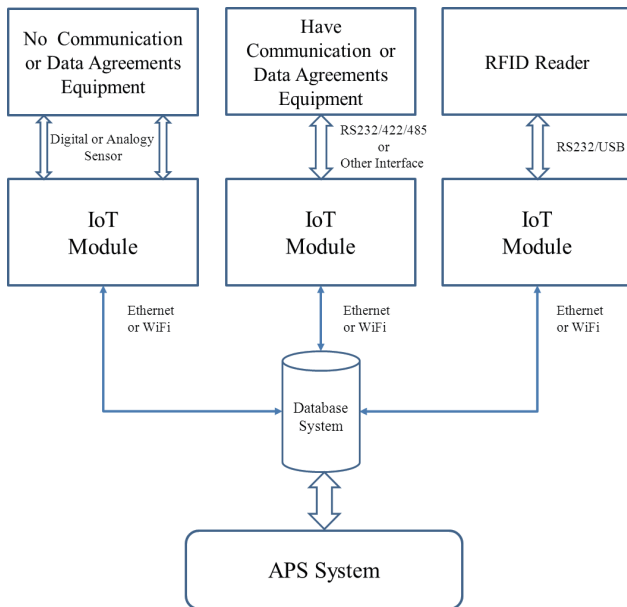 No Communication
or Data Agreements
Equipment
Have
Communication or
Data Agreements
Equipment
RFID Reader
Digital or Analogy
Sensor
RS232/422/485
or
Other Interface
RS232/USB
IoT
Module
IoT
Module
IoT
Module
Ethernet
or WiFi
Ethernet
or WiFi
Ethernet
or WiFi
Database
System
APS System